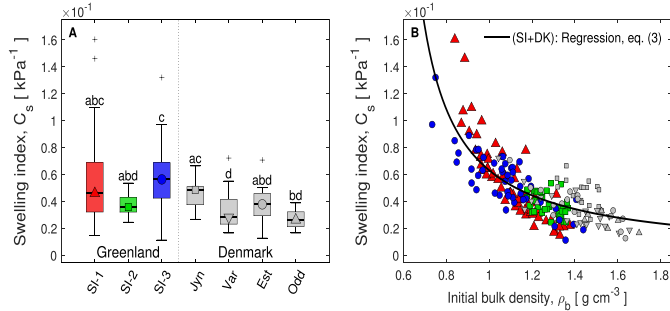 ×10⁻¹
A
1.6
1.4
1.2
1
0.8
0.6
0.4
0.2
0
Swelling index, Cₛ [ kPa⁻¹ ]
abc
abd
c
ac
d
abd
bd
Greenland
Denmark
SI-1
SI-2
SI-3
Jyn
Var
Est
Odd
×10⁻¹
B
(SI+DK): Regression, eq. (3)
1.6
1.4
1.2
1
0.8
0.6
0.4
0.2
0
Swelling index, Cₛ [ kPa⁻¹ ]
0.6
0.8
1
1.2
1.4
1.6
1.8
Initial bulk density, ρ_b [ g cm⁻³ ]